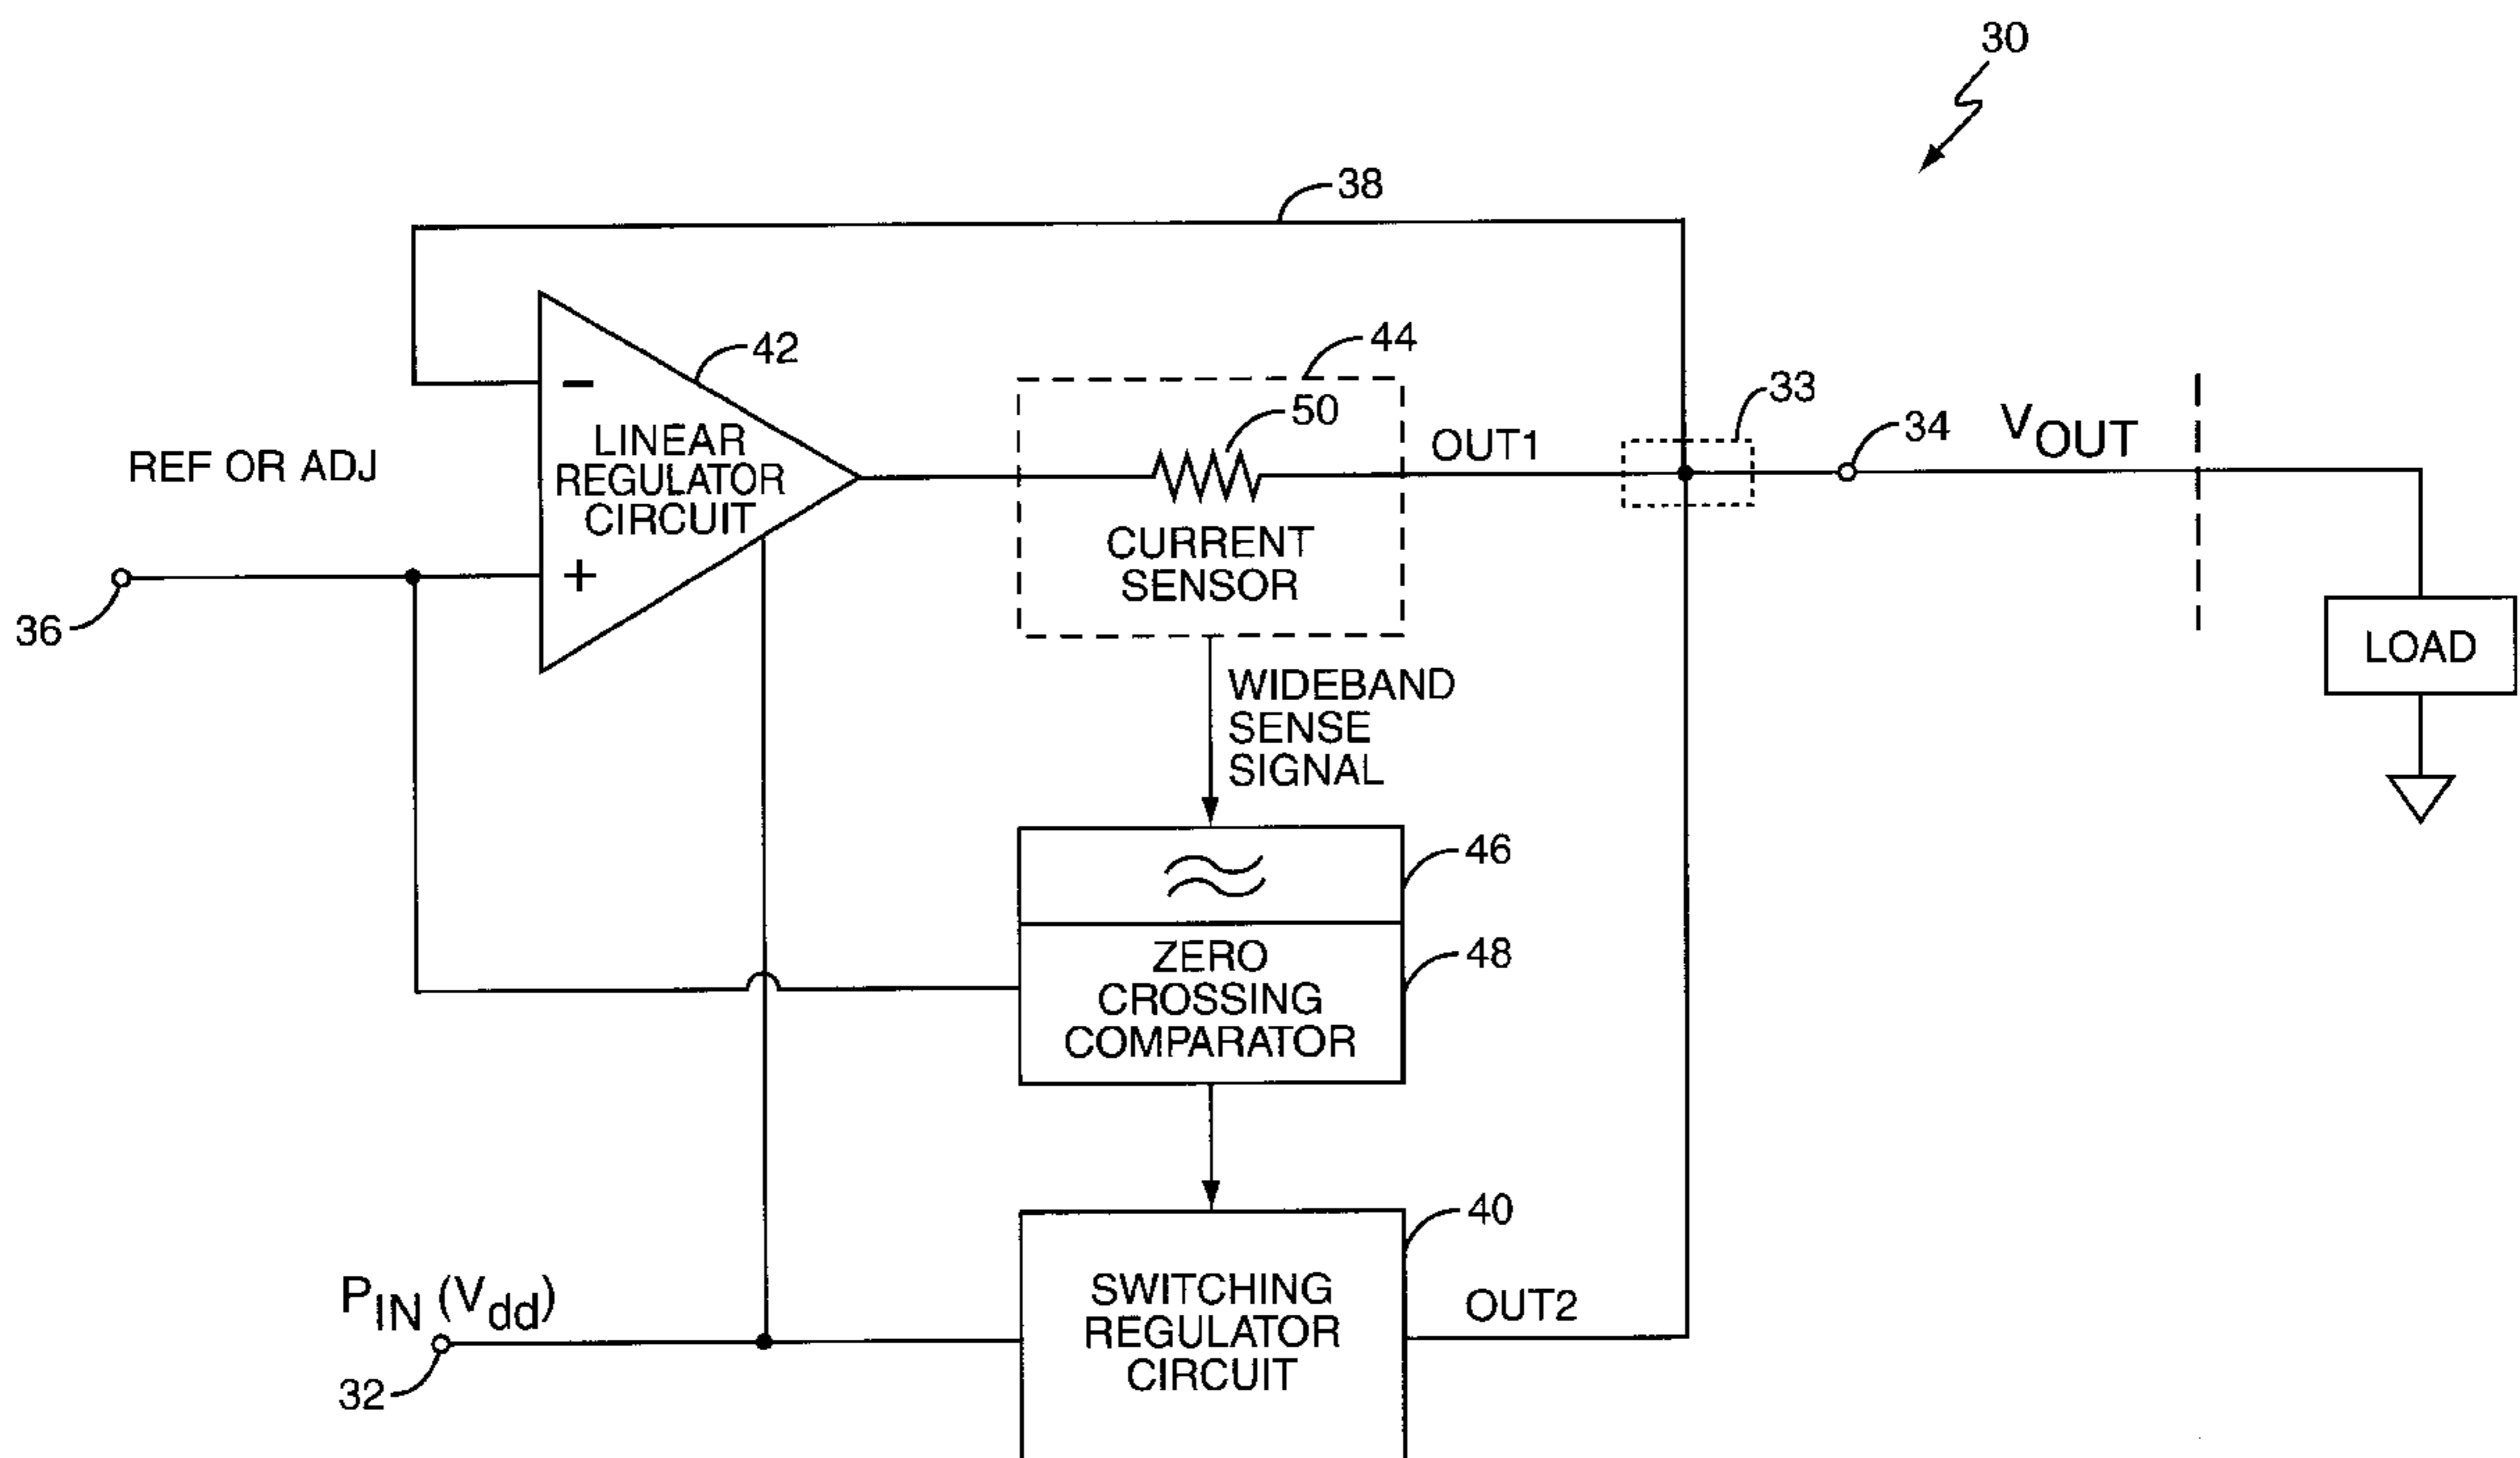 30
38
42
44
50
33
34
VOUT
OUT1
−
LINEAR
REGULATOR
CIRCUIT
+
REF OR ADJ
36
CURRENT
SENSOR
LOAD
WIDEBAND
SENSE
SIGNAL
46
ZERO
CROSSING
COMPARATOR
48
40
PIN (Vdd)
32
SWITCHING
REGULATOR
CIRCUIT
OUT2